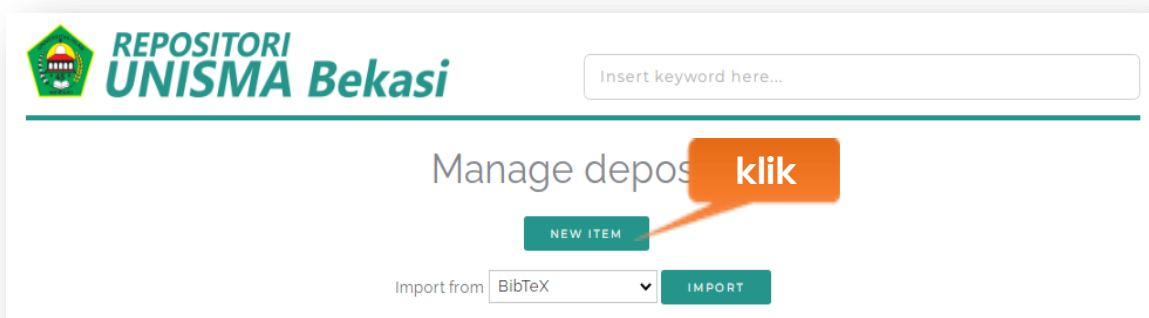 REPOSITORI
UNISMA Bekasi
Insert keyword here...
Manage depos
klik
NEW ITEM
Import from BibTeX IMPORT